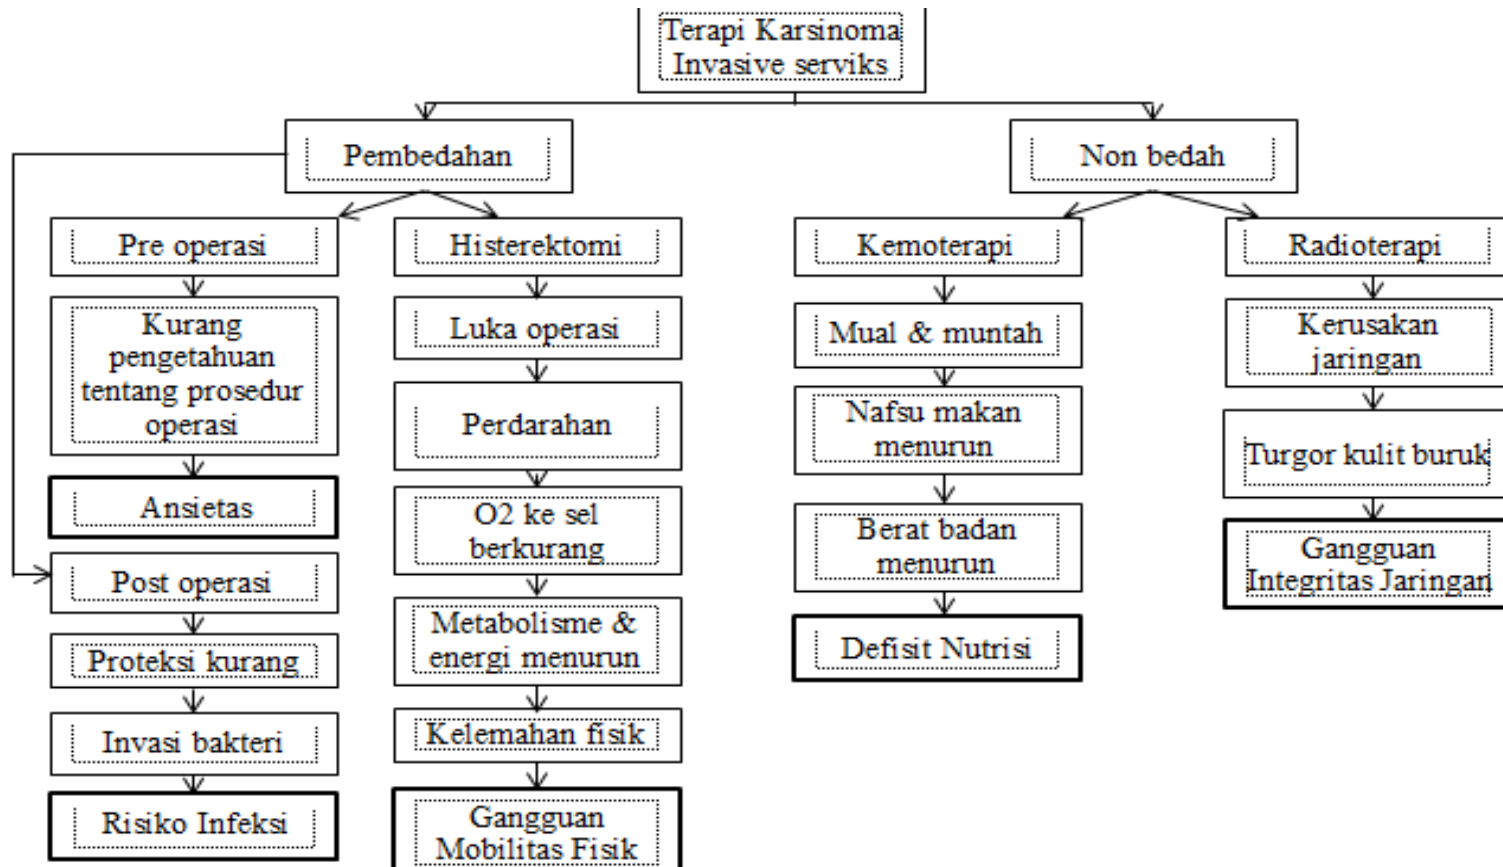 Terapi Karsinoma
Invasive serviks
Pembedahan
Non bedah
Pre operasi
Histerektomi
Kemoterapi
Radioterapi
Kurang
pengetahuan
tentang prosedur
operasi
Ansietas
Post operasi
Proteksi kurang
Invasi bakteri
Risiko Infeksi
Luka operasi
Perdarahan
O2 ke sel
berkurang
Metabolisme &
energi menurun
Kelemahan fisik
Gangguan
Mobilitas Fisik
Mual & muntah
Nafsu makan
menurun
Berat badan
menurun
Defisit Nutrisi
Kerusakan
jaringan
Turgor kulit buruk
Gangguan
Integritas Jaringan